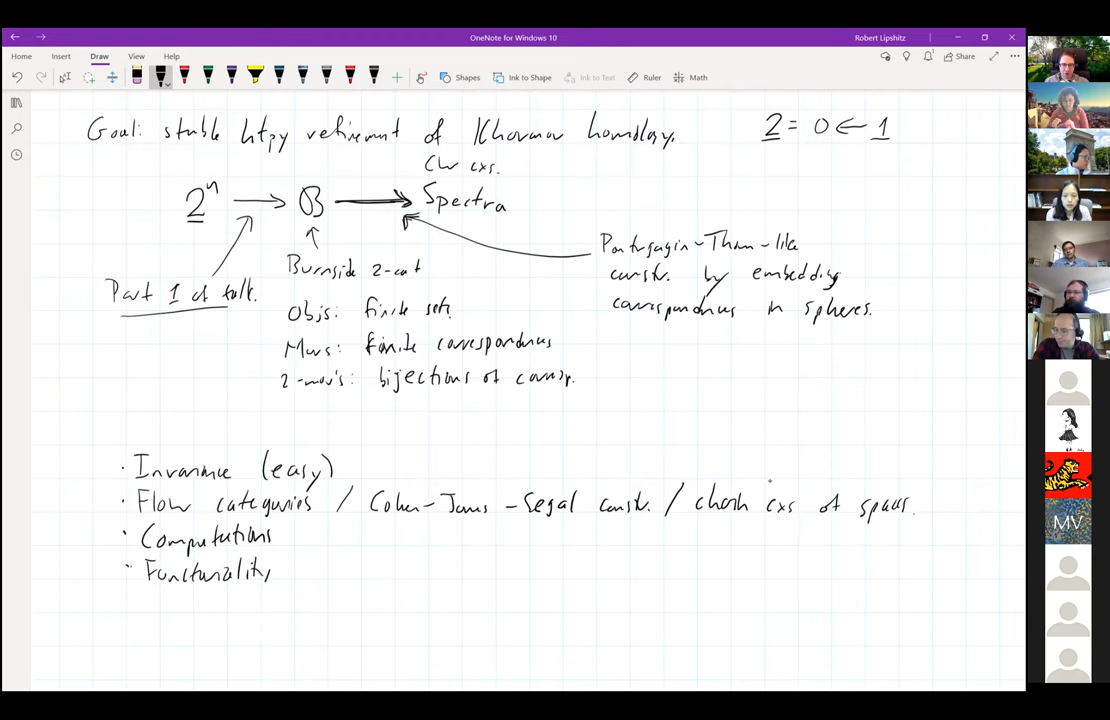 OneNote for Windows 10
Robert Lipshitz
Home Insert Draw View Help
Shapes Ink to Shape Ink to Text Ruler Math Share
Goal: stable htpy refinement of Khovanov homology.
2 = 0 ← 1
CW cxs.
2ⁿ → B → Spectra
Pontryagin-Thom-like
constr. by embedding
correspondences in spheres.
Burnside 2-cat
Part 1 of talk.
Objs: finite sets
Mors: finite correspondences
2-mor's: bijections of corresp.
· Invariance (easy)
· Flow categories / Cohen-Jones-Segal constr. / chain cxs of spaces.
· Computations
· Functoriality
MV